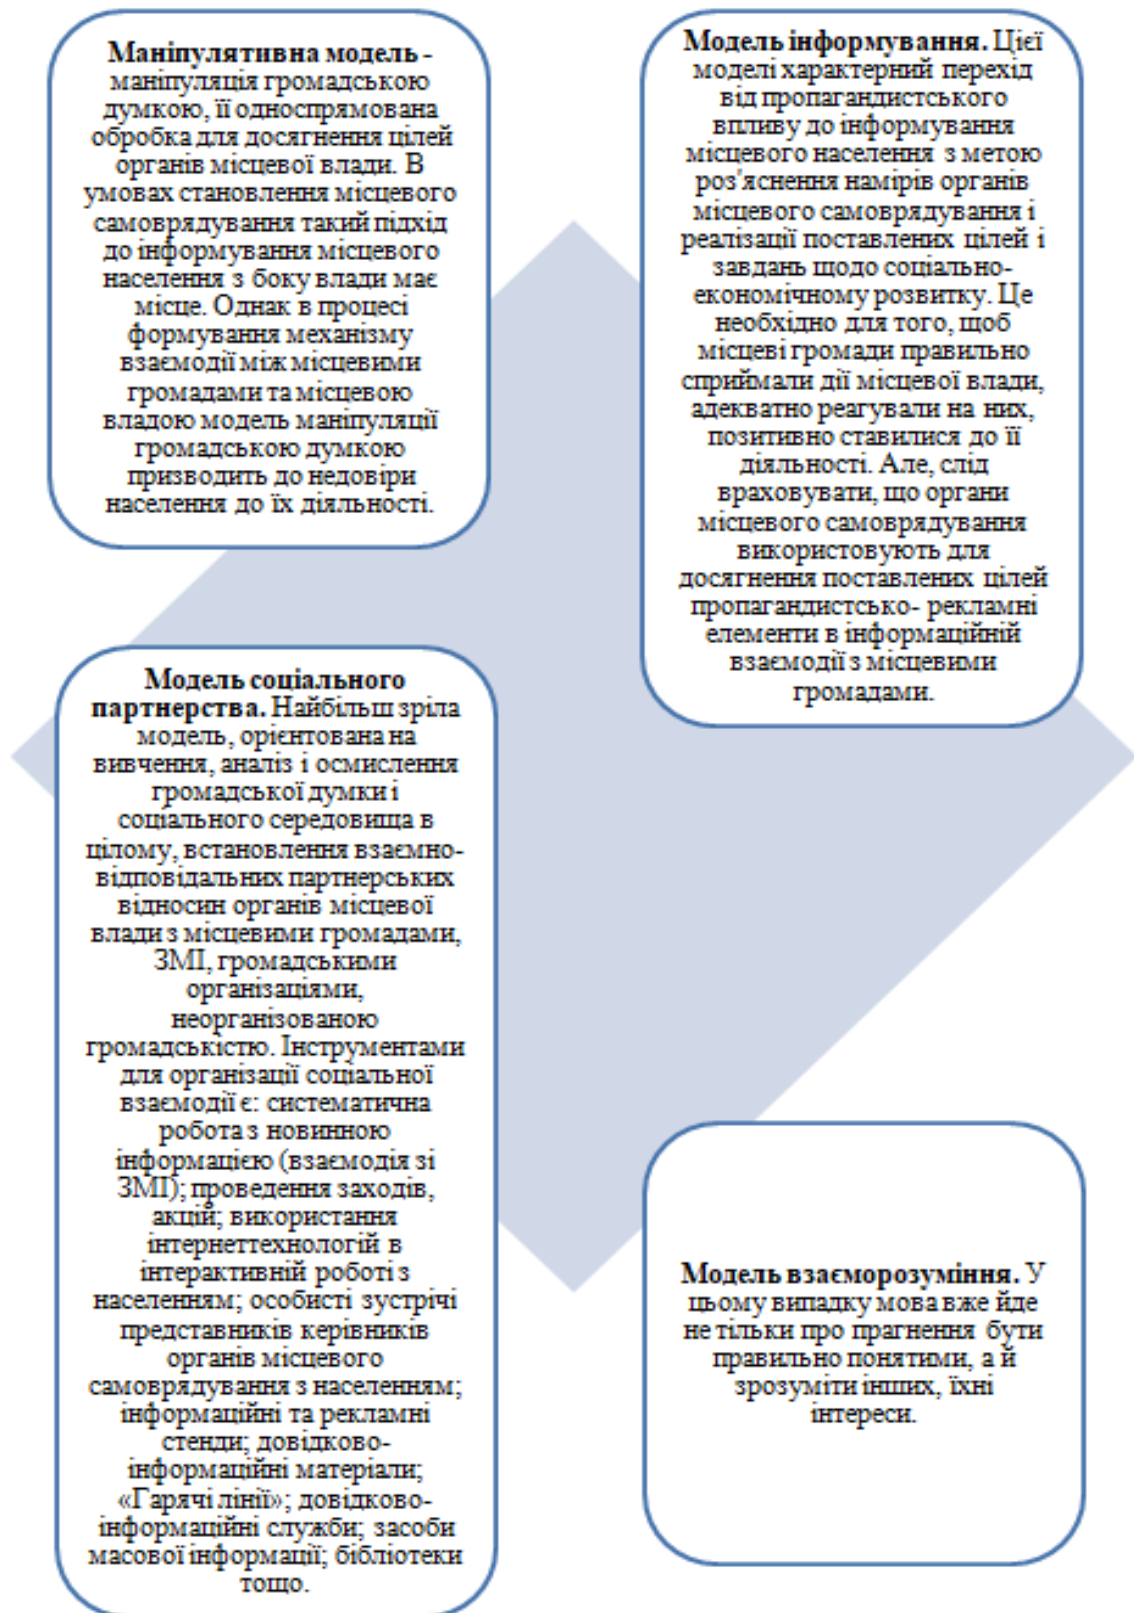 Маніпулятивна модель -
маніпуляція громадською
думкою, її односпрямована
обробка для досягнення цілей
органів місцевої влади. В
умовах становлення місцевого
самоврядування такий підхід
до інформування місцевого
населення з боку влади має
місце. Однак в процесі
формування механізму
взаємодії між місцевими
громадами та місцевою
владою модель маніпуляції
громадською думкою
призводить до недовіри
населення до їх діяльності.
Модель інформування. Цієї
моделі характерний перехід
від пропагандистського
впливу до інформування
місцевого населення з метою
роз'яснення намірів органів
місцевого самоврядування і
реалізації поставлених цілей і
завдань щодо соціально-
економічному розвитку. Це
необхідно для того, щоб
місцеві громади правильно
сприймали дії місцевої влади,
адекватно реагували на них,
позитивно ставилися до її
діяльності. Але, слід
враховувати, що органи
місцевого самоврядування
використовують для
досягнення поставлених цілей
пропагандистсько- рекламні
елементи в інформаційній
взаємодії з місцевими
громадами.
Модель соціального
партнерства. Найбільш зріла
модель, орієнтована на
вивчення, аналіз і осмислення
громадської думки і
соціального середовища в
цілому, встановлення взаємно-
відповідальних партнерських
відносин органів місцевої
влади з місцевими громадами,
ЗМІ, громадськими
організаціями,
неорганізованою
громадськістю. Інструментами
для організації соціальної
взаємодії є: систематична
робота з новинною
інформацією (взаємодія зі
ЗМІ); проведення заходів,
акцій; використання
інтернеттехнологій в
інтерактивній роботі з
населенням; особисті зустрічі
представників керівників
органів місцевого
самоврядування з населенням;
інформаційні та рекламні
стенди; довідково-
інформаційні матеріали;
«Гарячі лінії»; довідково-
інформаційні служби; засоби
масової інформації; бібліотеки
тощо.
Модель взаєморозуміння. У
цьому випадку мова вже йде
не тільки про прагнення бути
правильно понятими, а й
зрозуміти інших, їхні
інтереси.